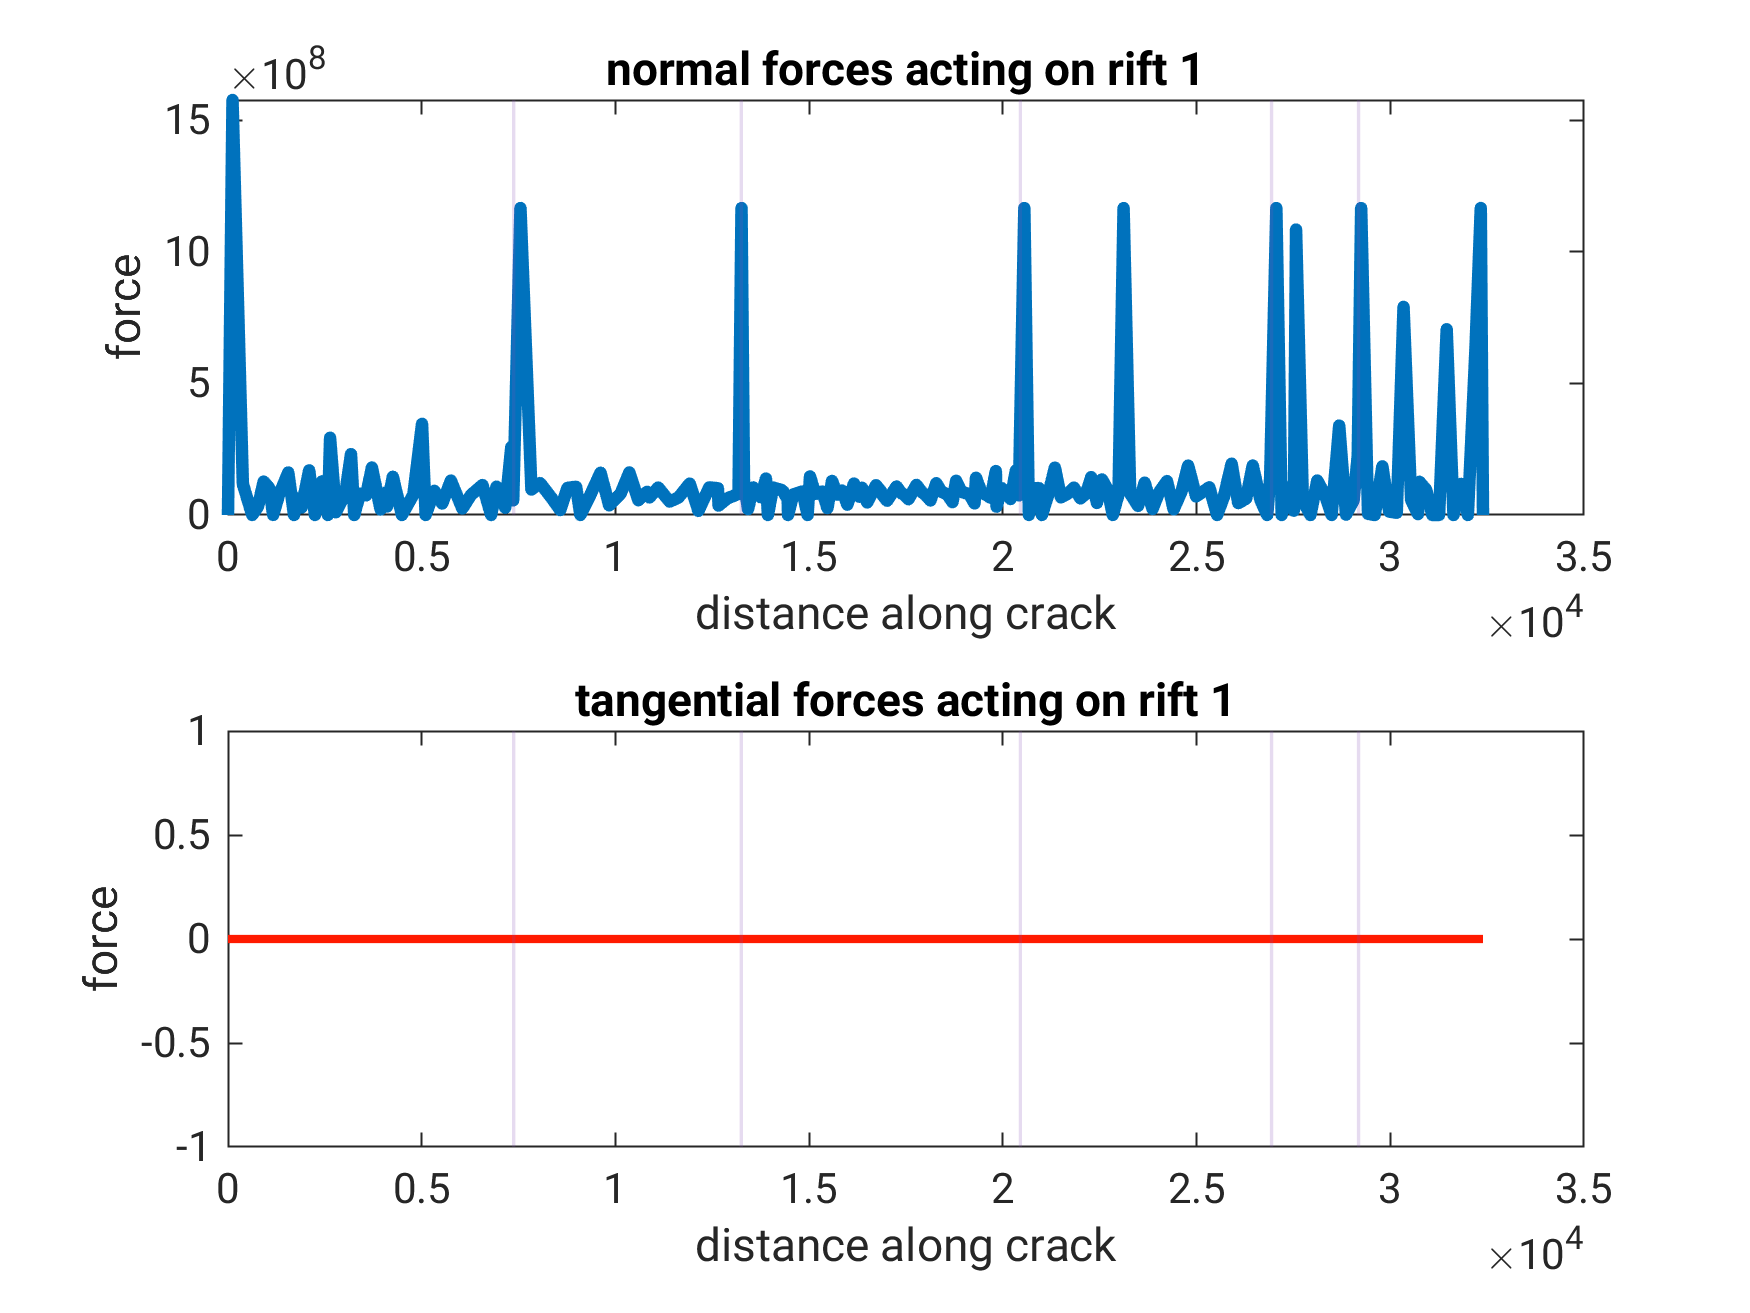 ×10^8
normal forces acting on rift 1
15
10
5
0
force
0 0.5 1 1.5 2 2.5 3 3.5
distance along crack
×10^4
tangential forces acting on rift 1
1
0.5
0
-0.5
-1
force
0 0.5 1 1.5 2 2.5 3 3.5
distance along crack
×10^4